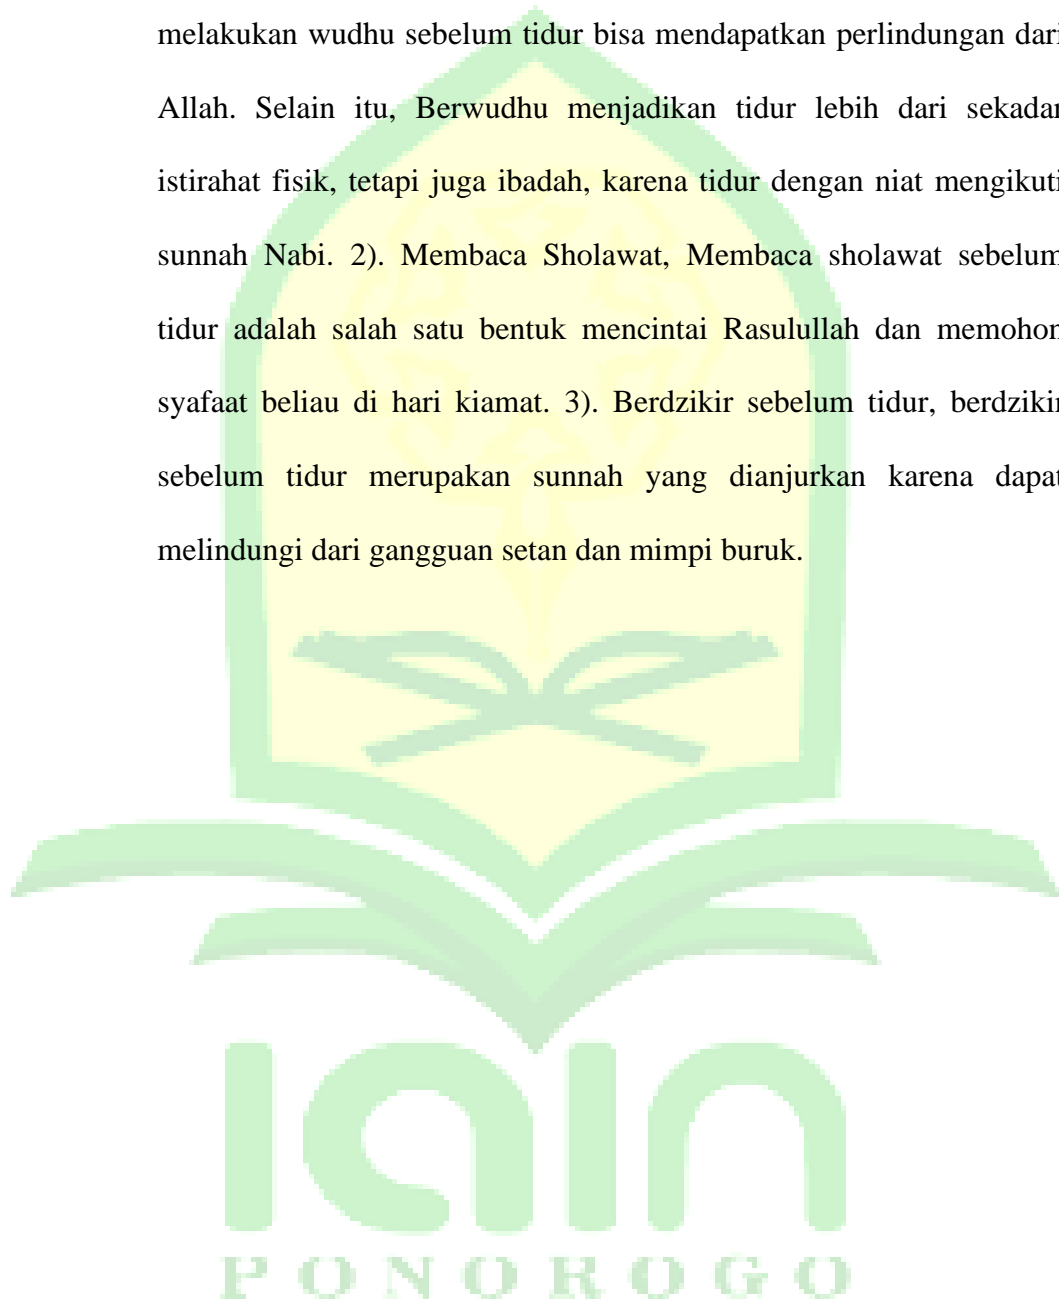 melakukan wudhu sebelum tidur bisa mendapatkan perlindungan dari
Allah. Selain itu, Berwudhu menjadikan tidur lebih dari sekadar
istirahat fisik, tetapi juga ibadah, karena tidur dengan niat mengikuti
sunnah Nabi. 2). Membaca Sholawat, Membaca sholawat sebelum
tidur adalah salah satu bentuk mencintai Rasulullah dan memohon
syafaat beliau di hari kiamat. 3). Berdzikir sebelum tidur, berdzikir
sebelum tidur merupakan sunnah yang dianjurkan karena dapat
melindungi dari gangguan setan dan mimpi buruk.
iain
PONOROGO